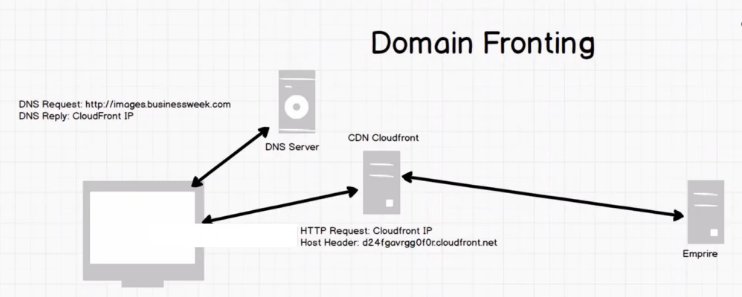 Domain Fronting
DNS Request: http://images.businessweek.com
DNS Reply: CloudFront IP
DNS Server
CDN Cloudfront
HTTP Request: Cloudfront IP
Host Header: d24fgavrgg0f0r.cloudfront.net
Emprire